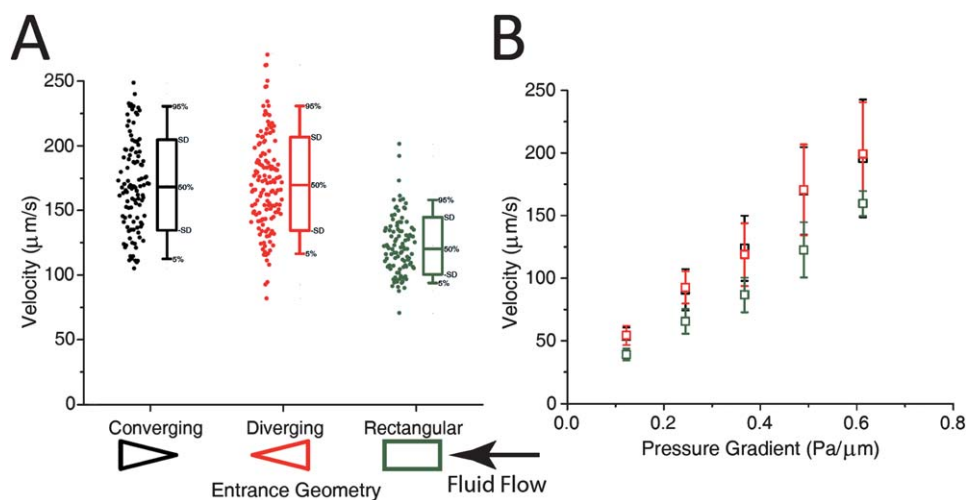 A
B
Velocity (μm/s)
250
200
150
100
50
0
95%
SD
50%
-SD
5%
95%
SD
50%
-SD
5%
95%
SD
50%
-SD
5%
Converging
Diverging
Rectangular
Entrance Geometry
Fluid Flow
Velocity (μm/s)
250
200
150
100
50
0
0.0
0.2
0.4
0.6
0.8
Pressure Gradient (Pa/μm)